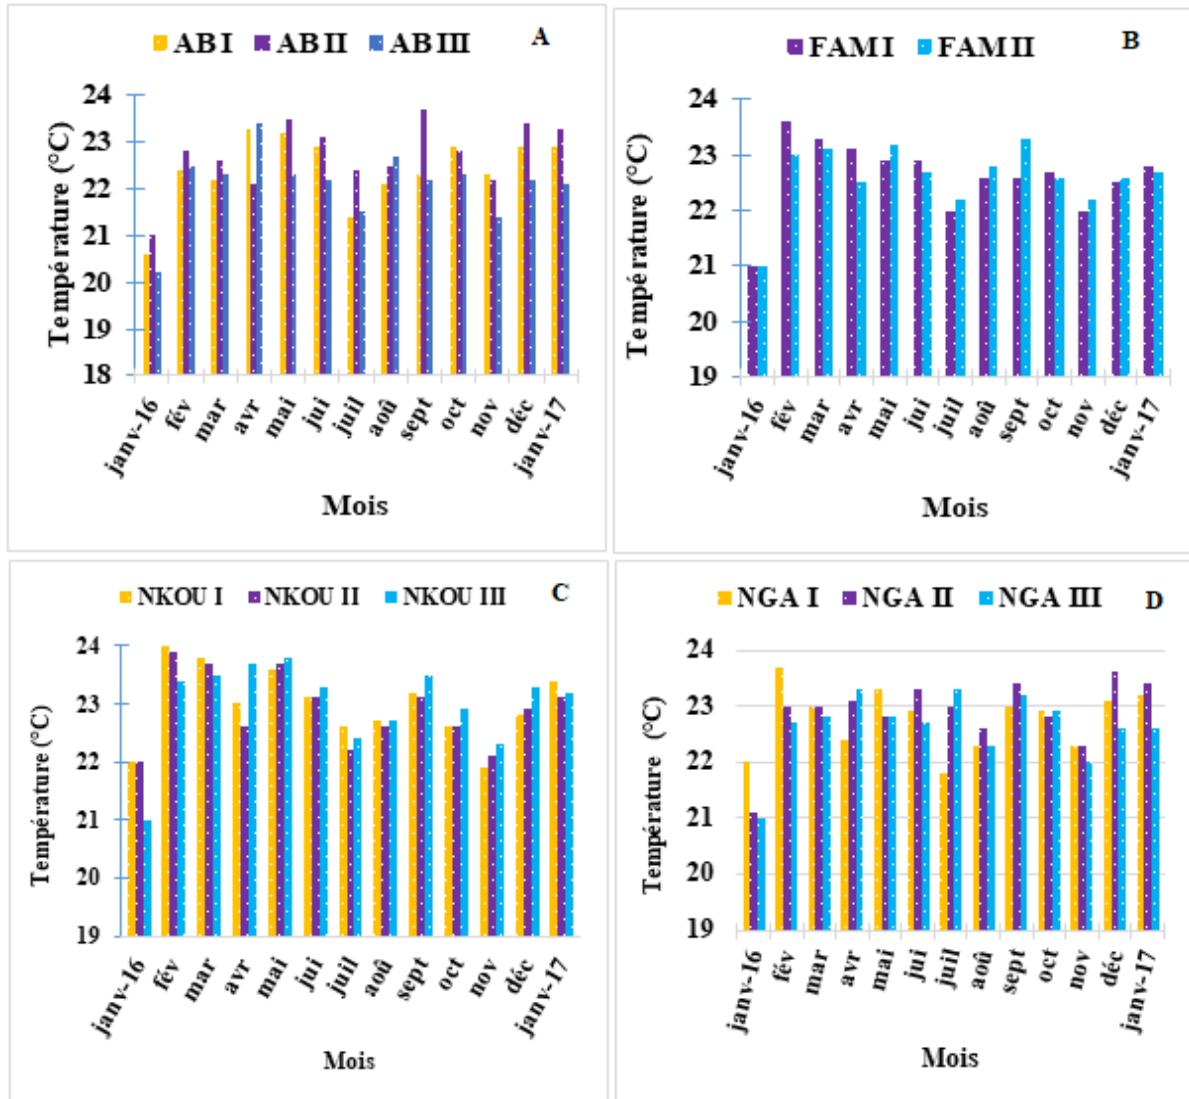 AB I AB II AB III A
Température (°C)
24
23
22
21
20
19
18
janv-16 fév mar avr mai jui juil aoû sept oct nov déc janv-17
Mois
FAM I FAM II B
Température (°C)
24
23
22
21
20
19
janv-16 fév mar avr mai jui juil aoû sept oct nov déc janv-17
Mois
NKOU I NKOU II NKOU III C
Température (°C)
24
23
22
21
20
19
janv-16 fév mar avr mai jui juil aoû sept oct nov déc janv-17
Mois
NGA I NGA II NGA III D
Température (°C)
24
23
22
21
20
19
janv-16 fév mar avr mai jui juil aoû sept oct nov déc janv-17
Mois